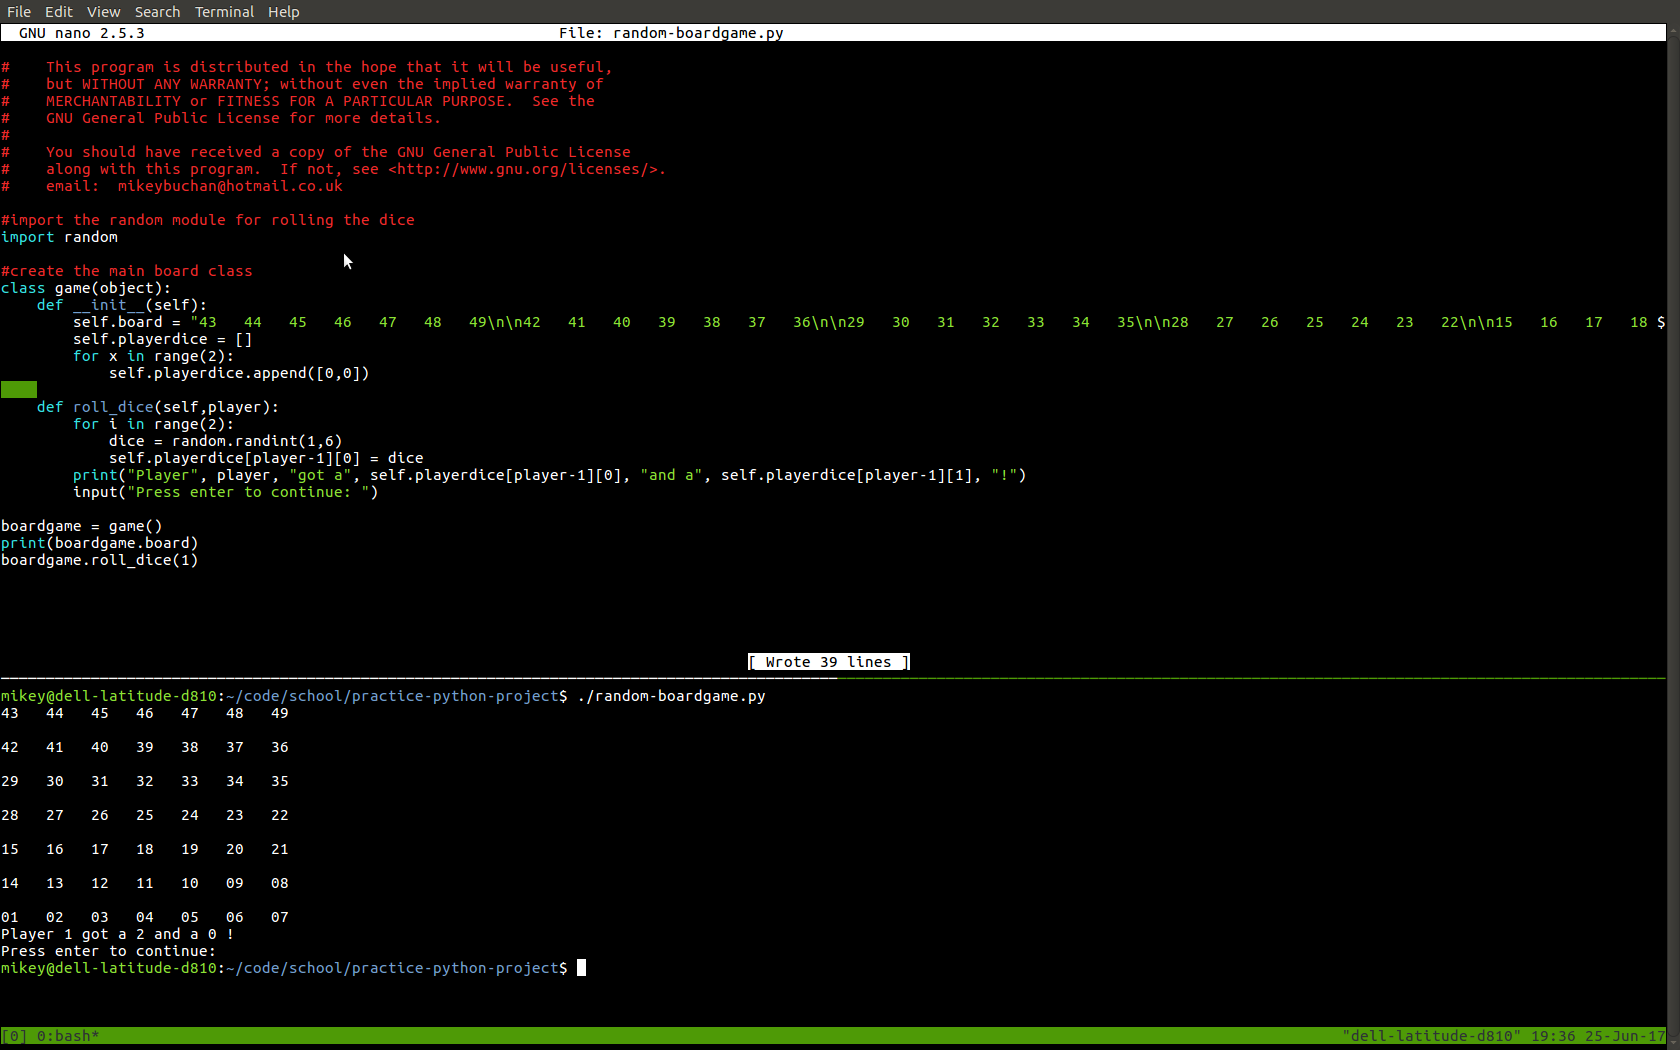 File Edit View Search Terminal Help
GNU nano 2.5.3 File: random-boardgame.py
#    This program is distributed in the hope that it will be useful,
#    but WITHOUT ANY WARRANTY; without even the implied warranty of
#    MERCHANTABILITY or FITNESS FOR A PARTICULAR PURPOSE.  See the
#    GNU General Public License for more details.
#
#    You should have received a copy of the GNU General Public License
#    along with this program.  If not, see <http://www.gnu.org/licenses/>.
#    email:  mikeybuchan@hotmail.co.uk
#import the random module for rolling the dice
import random
#create the main board class
class game(object):
    def __init__(self):
        self.board = "43   44   45   46   47   48   49\n\n42   41   40   39   38   37   36\n\n29   30   31   32   33   34   35\n\n28   27   26   25   24   23   22\n\n15   16   17   18 $
        self.playerdice = []
        for x in range(2):
            self.playerdice.append([0,0])
    def roll_dice(self,player):
        for i in range(2):
            dice = random.randint(1,6)
            self.playerdice[player-1][0] = dice
        print("Player", player, "got a", self.playerdice[player-1][0], "and a", self.playerdice[player-1][1], "!")
        input("Press enter to continue: ")
boardgame = game()
print(boardgame.board)
boardgame.roll_dice(1)
[ Wrote 39 lines ]
mikey@dell-latitude-d810:~/code/school/practice-python-project$ ./random-boardgame.py
43   44   45   46   47   48   49
42   41   40   39   38   37   36
29   30   31   32   33   34   35
28   27   26   25   24   23   22
15   16   17   18   19   20   21
14   13   12   11   10   09   08
01   02   03   04   05   06   07
Player 1 got a 2 and a 0 !
Press enter to continue:
mikey@dell-latitude-d810:~/code/school/practice-python-project$
[0] 0:bash* "dell-latitude-d810" 19:36 25-Jun-17